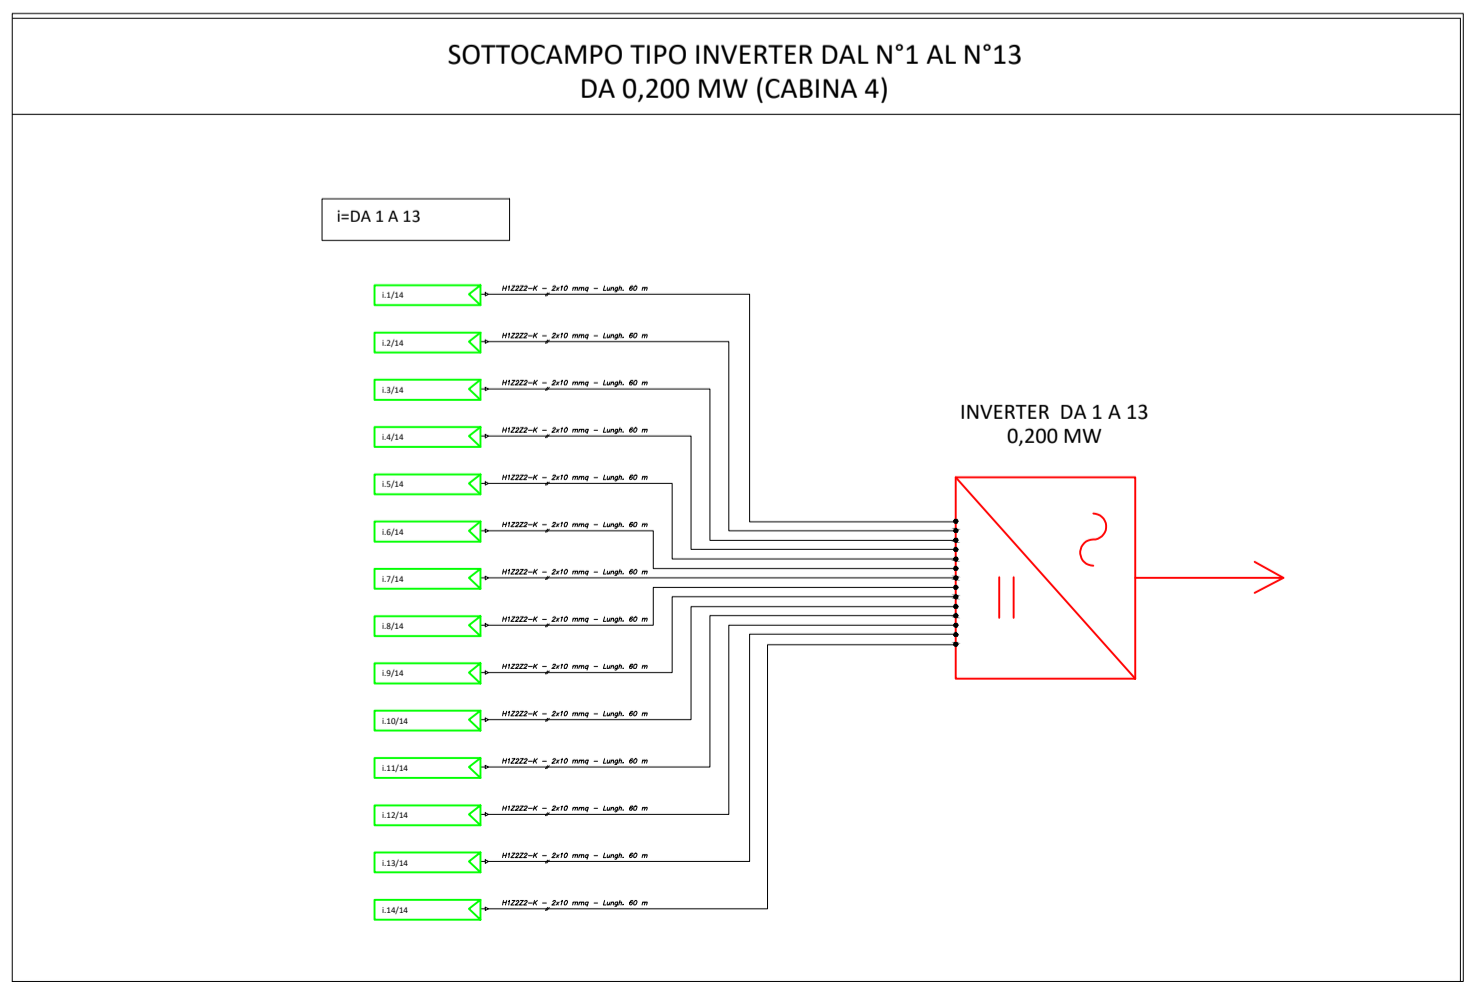 SOTTOCAMPO TIPO INVERTER DAL N°1 AL N°13
DA 0,200 MW (CABINA 4)
i=DA 1 A 13
i.1/14 H1Z2Z2-K - 2x10 mmq - Lungh. 60 m
i.2/14 H1Z2Z2-K - 2x10 mmq - Lungh. 60 m
i.3/14 H1Z2Z2-K - 2x10 mmq - Lungh. 60 m
INVERTER DA 1 A 13
0,200 MW
i.4/14 H1Z2Z2-K - 2x10 mmq - Lungh. 60 m
i.5/14 H1Z2Z2-K - 2x10 mmq - Lungh. 60 m
i.6/14 H1Z2Z2-K - 2x10 mmq - Lungh. 60 m
i.7/14 H1Z2Z2-K - 2x10 mmq - Lungh. 60 m
i.8/14 H1Z2Z2-K - 2x10 mmq - Lungh. 60 m
i.9/14 H1Z2Z2-K - 2x10 mmq - Lungh. 60 m
i.10/14 H1Z2Z2-K - 2x10 mmq - Lungh. 60 m
i.11/14 H1Z2Z2-K - 2x10 mmq - Lungh. 60 m
i.12/14 H1Z2Z2-K - 2x10 mmq - Lungh. 60 m
i.13/14 H1Z2Z2-K - 2x10 mmq - Lungh. 60 m
i.14/14 H1Z2Z2-K - 2x10 mmq - Lungh. 60 m